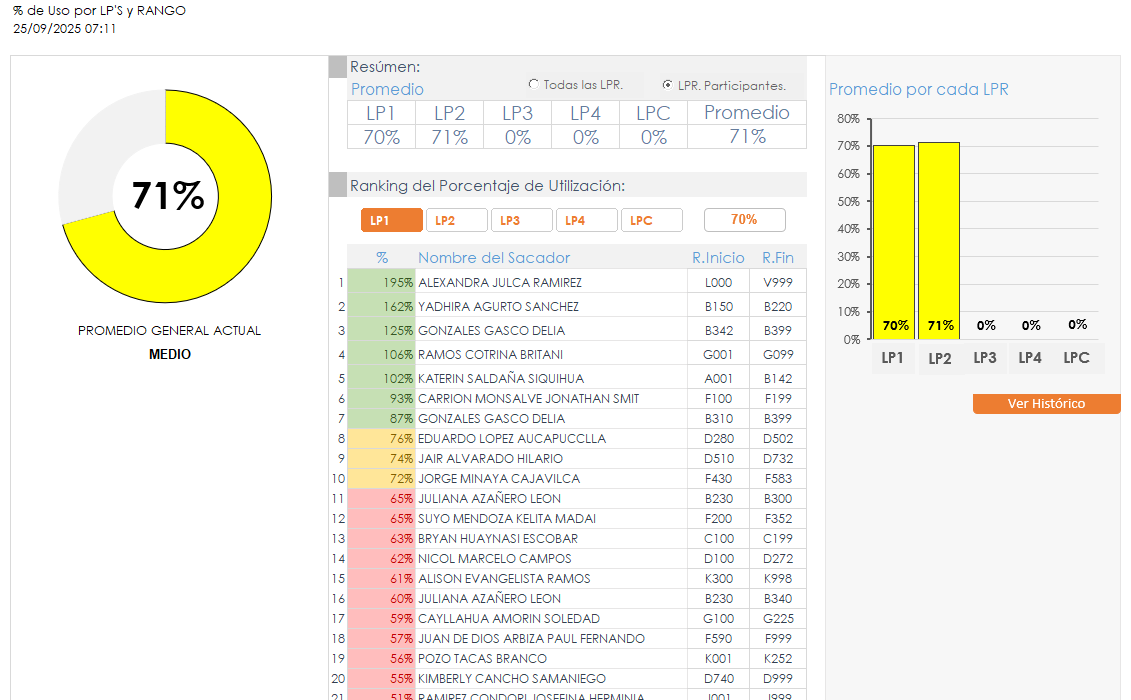 % de Uso por LP'S y RANGO
25/09/2025 07:11
71%
PROMEDIO GENERAL ACTUAL
MEDIO
Resúmen:
Promedio
Todas las LPR.
LPR. Participantes.
LP1 LP2 LP3 LP4 LPC Promedio
70% 71% 0% 0% 0% 71%
Ranking del Porcentaje de Utilización:
LP1 LP2 LP3 LP4 LPC 70%
% Nombre del Sacador R.Inicio R.Fin
1 195% ALEXANDRA JULCA RAMIREZ L000 V999
2 162% YADHIRA AGURTO SANCHEZ B150 B220
3 125% GONZALES GASCO DELIA B342 B399
4 106% RAMOS COTRINA BRITANI G001 G099
5 102% KATERIN SALDAÑA SIQUIHUA A001 B142
6 93% CARRION MONSALVE JONATHAN SMIT F100 F199
7 87% GONZALES GASCO DELIA B310 B399
8 76% EDUARDO LOPEZ AUCAPUCCLLA D280 D502
9 74% JAIR ALVARADO HILARIO D510 D732
10 72% JORGE MINAYA CAJAVILCA F430 F583
11 65% JULIANA AZAÑERO LEON B230 B300
12 65% SUYO MENDOZA KELITA MADAI F200 F352
13 63% BRYAN HUAYNASI ESCOBAR C100 C199
14 62% NICOL MARCELO CAMPOS D100 D272
15 61% ALISON EVANGELISTA RAMOS K300 K998
16 60% JULIANA AZAÑERO LEON B230 B340
17 59% CAYLLAHUA AMORIN SOLEDAD G100 G225
18 57% JUAN DE DIOS ARBIZA PAUL FERNANDO F590 F999
19 56% POZO TACAS BRANCO K001 K252
20 55% KIMBERLY CANCHO SAMANIEGO D740 D999
21 51% RAMIREZ CONDORI JOSEFINA HERMINIA J001 J999
Promedio por cada LPR
80%
70%
60%
50%
40%
30%
20%
10%
0%
70% 71% 0% 0% 0%
LP1 LP2 LP3 LP4 LPC
Ver Histórico